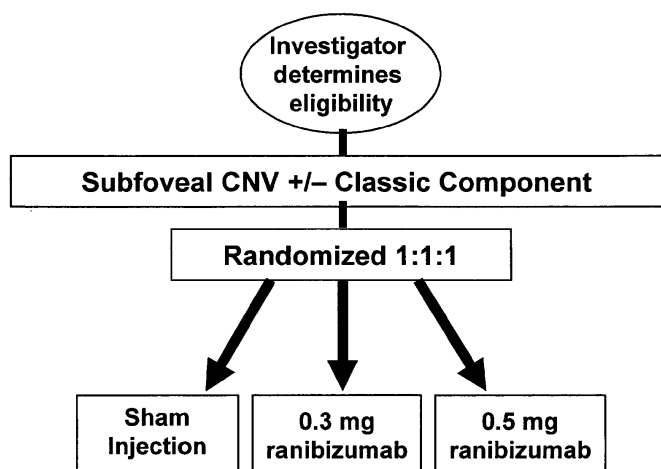 Investigator
determines
eligibility
Subfoveal CNV +/– Classic Component
Randomized 1:1:1
Sham
Injection
0.3 mg
ranibizumab
0.5 mg
ranibizumab